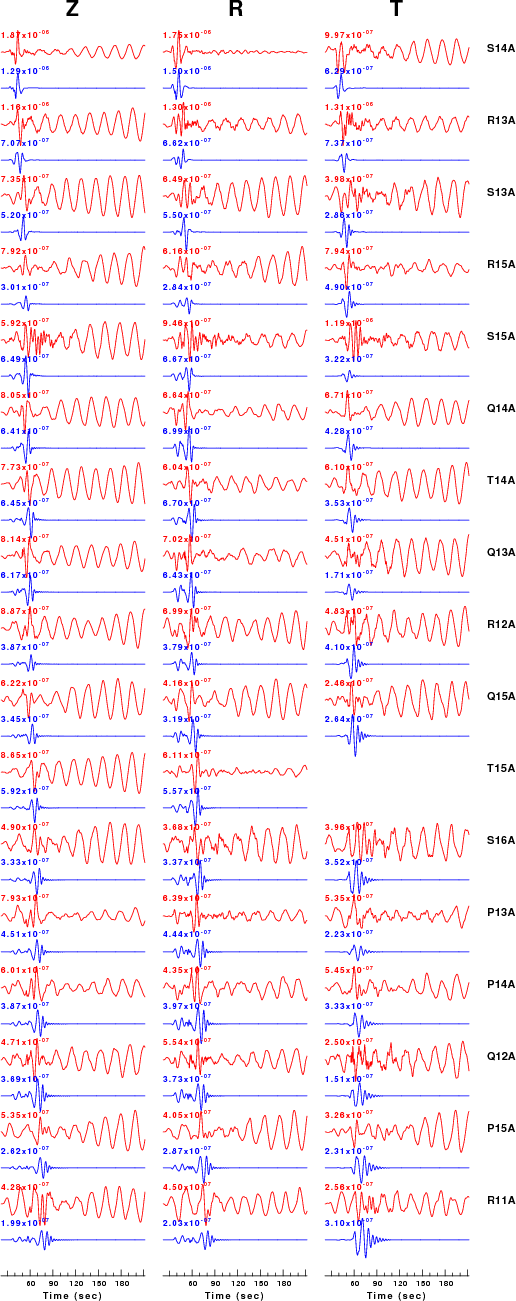 Z R T
1.87x10-06 1.75x10-06 9.97x10-07 S14A
1.29x10-06 1.50x10-06 6.29x10-07
1.16x10-06 1.30x10-06 1.31x10-06 R13A
7.07x10-07 6.62x10-07 7.37x10-07
7.35x10-07 6.49x10-07 3.98x10-07 S13A
5.20x10-07 5.50x10-07 2.86x10-07
7.92x10-07 6.16x10-07 7.94x10-07 R15A
3.01x10-07 2.84x10-07 4.90x10-07
5.92x10-07 9.46x10-07 1.19x10-06 S15A
6.49x10-07 6.67x10-07 3.22x10-07
8.05x10-07 6.64x10-07 6.71x10-07 Q14A
6.41x10-07 6.99x10-07 4.28x10-07
7.73x10-07 6.04x10-07 6.10x10-07 T14A
6.45x10-07 6.70x10-07 3.53x10-07
8.14x10-07 7.02x10-07 4.51x10-07 Q13A
6.17x10-07 6.43x10-07 1.71x10-07
8.87x10-07 6.99x10-07 4.83x10-07 R12A
3.87x10-07 3.79x10-07 4.10x10-07
6.22x10-07 4.16x10-07 2.46x10-07 Q15A
3.45x10-07 3.19x10-07 2.64x10-07
8.65x10-07 6.11x10-07 T15A
5.92x10-07 5.57x10-07
4.90x10-07 3.68x10-07 3.96x10-07 S16A
3.33x10-07 3.37x10-07 3.52x10-07
7.93x10-07 6.39x10-07 5.35x10-07 P13A
4.51x10-07 4.44x10-07 2.23x10-07
6.01x10-07 4.35x10-07 5.45x10-07 P14A
3.87x10-07 3.97x10-07 3.33x10-07
4.71x10-07 5.54x10-07 2.50x10-07 Q12A
3.69x10-07 3.73x10-07 1.51x10-07
5.35x10-07 4.05x10-07 3.26x10-07 P15A
2.62x10-07 2.87x10-07 2.31x10-07
4.28x10-07 4.50x10-07 2.56x10-07 R11A
1.99x10-07 2.03x10-07 3.10x10-07
60 90 120 180 60 90 120 180 60 90 120 180
Time (sec) Time (sec) Time (sec)